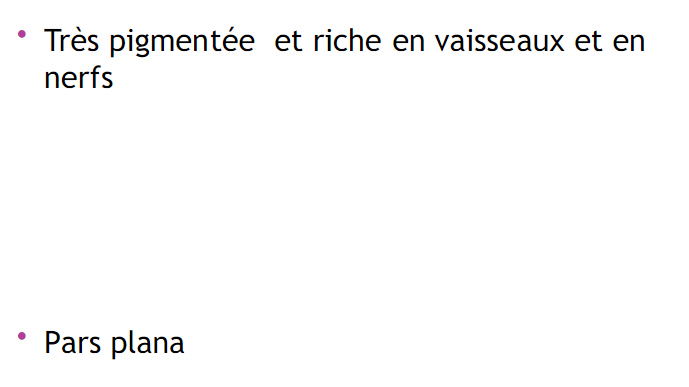 • Très pigmentée et riche en vaisseaux et en
nerfs
• Pars plana